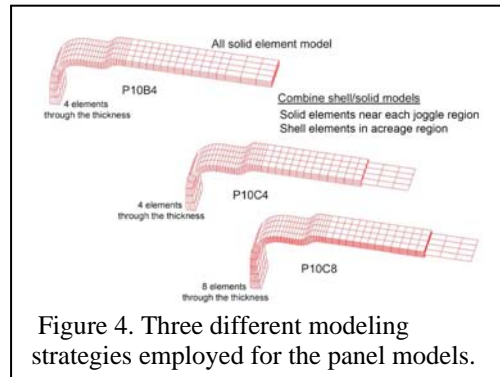 All solid element model
P10B4
4 elements
through the thickness
Combine shell/solid models
Solid elements near each joggle region
Shell elements in acreage region
P10C4
4 elements
through the thickness
P10C8
8 elements
through the thickness
Figure 4. Three different modeling
strategies employed for the panel models.